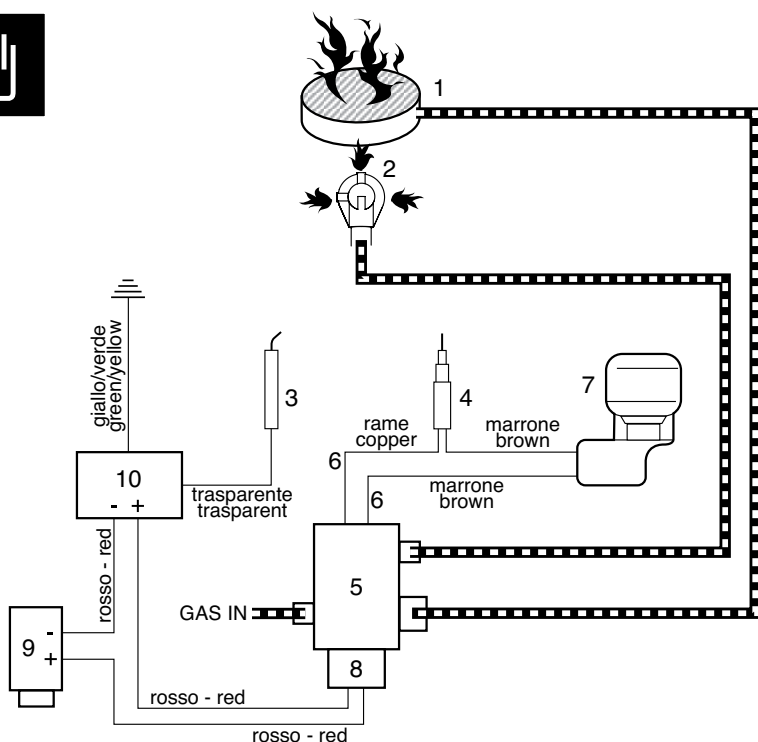 1
2
giallo/verde
green/yellow
3
4
7
rame
copper
marrone
brown
6
10
- +
trasparente
trasparent
marrone
brown
6
rosso - red
5
GAS IN
9
-
+
8
rosso - red
rosso - red